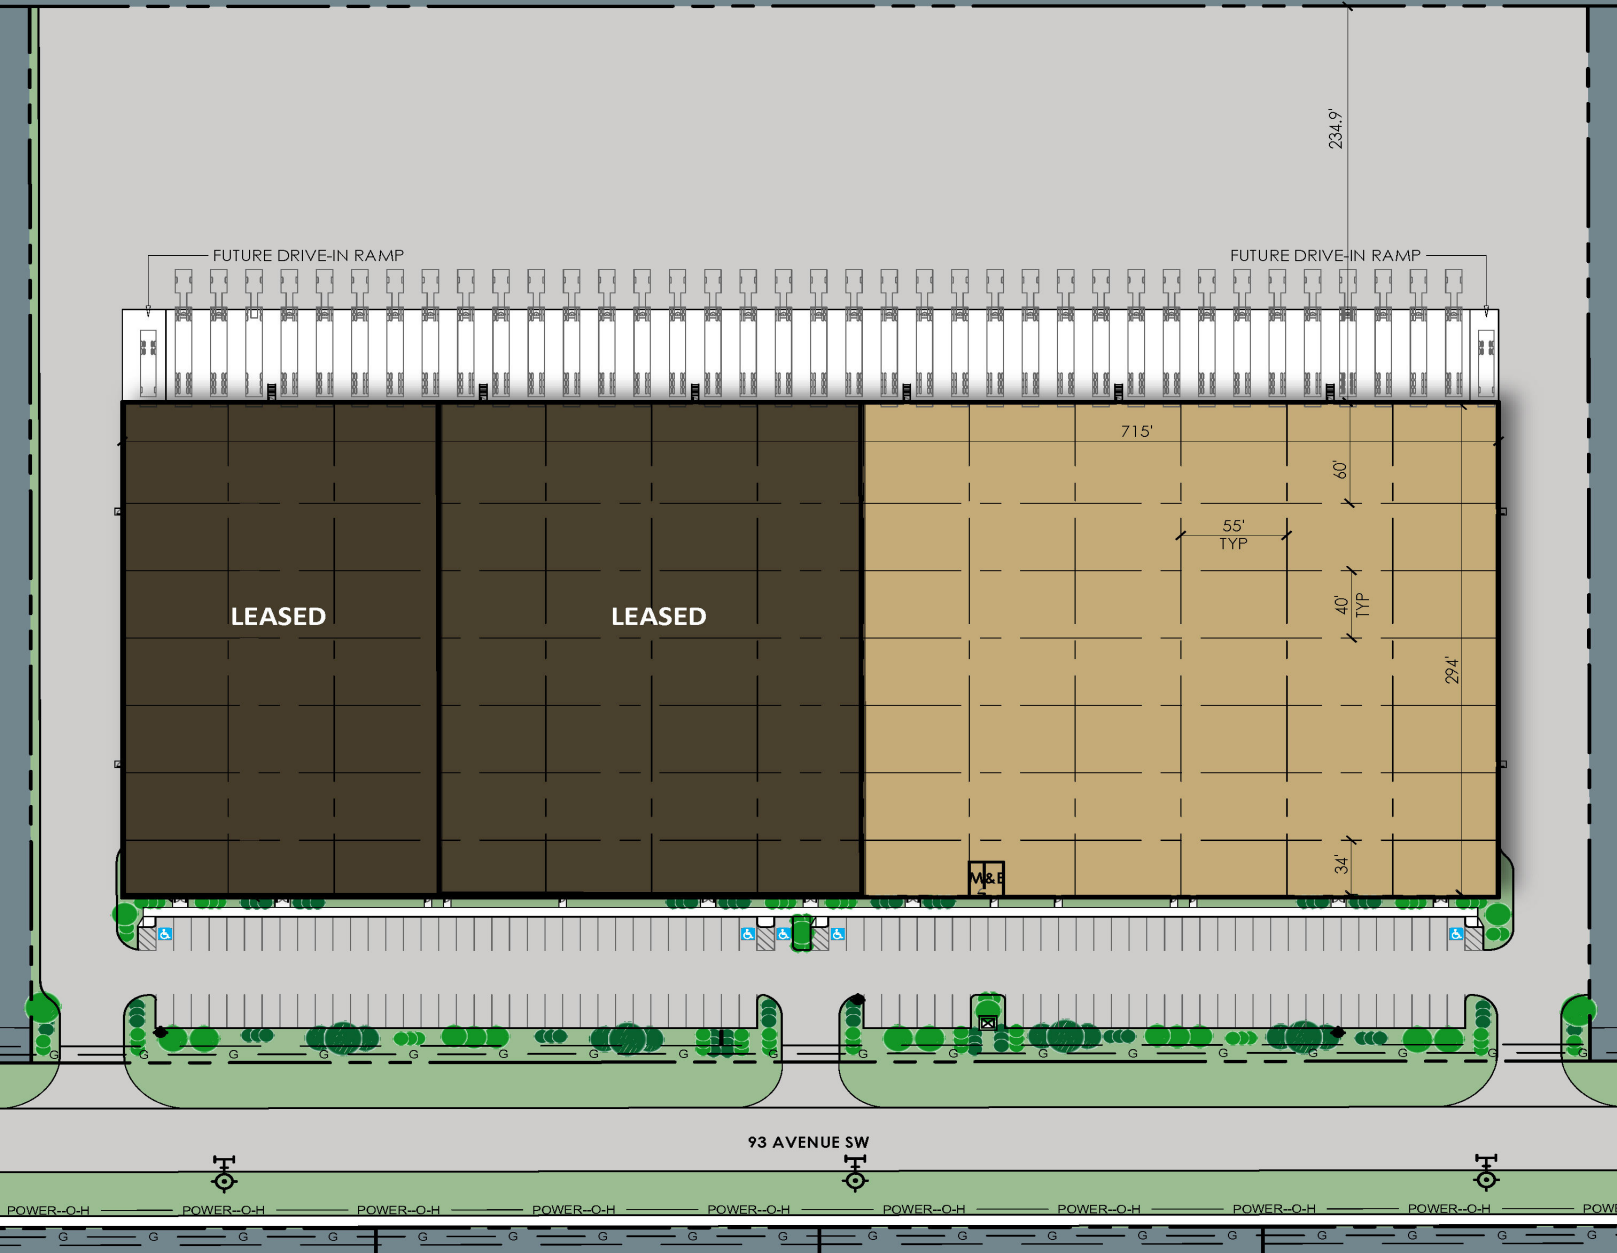 234.9'
FUTURE DRIVE-IN RAMP
FUTURE DRIVE-IN RAMP
715'
60'
55'
TYP
40'
TYP
LEASED
LEASED
294'
34'
M&E
G G G G G G G G G G G G G G G G G G
93 AVENUE SW
POWER--O-H POWER--O-H POWER--O-H POWER--O-H POWER--O-H POWER--O-H POWER--O-H POWER--O-H POWER--O-H POW
G G G G G G G G G G G G G G G G G G